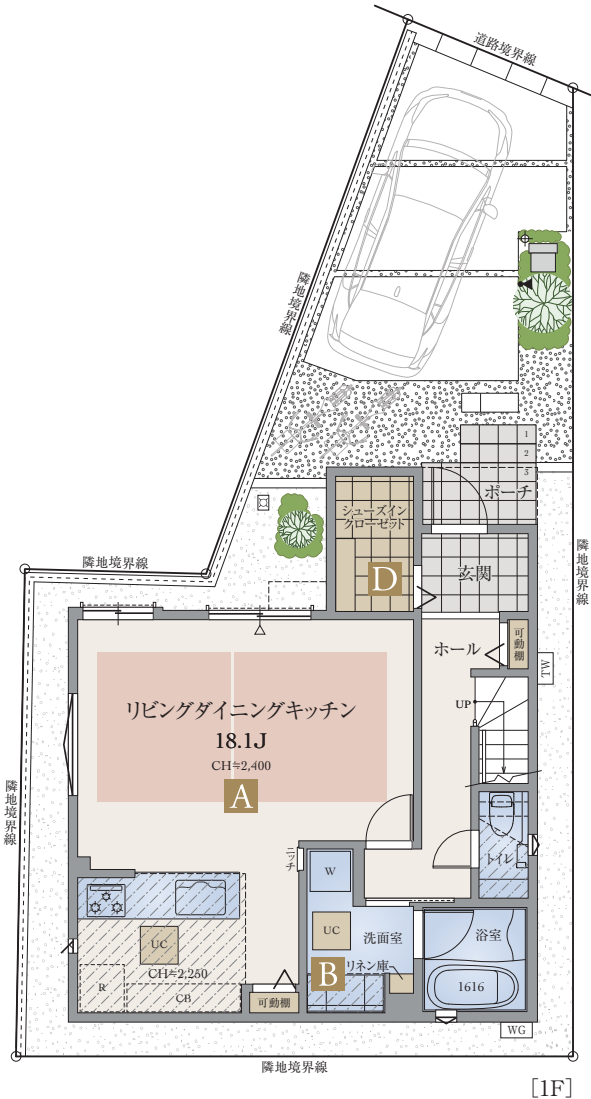 道路境界線
隣地境界線
1
2
3
ポーチ
シューズイン
クローゼット
D
玄関
隣地境界線
隣地境界線
ホール
可動棚
TW
UP
リビングダイニングキッチン
18.1J
CH≒2,400
A
隣地境界線
ニッチ
トイレ
W
UC
洗面室
浴室
UC
CH=2,250
B
リネン庫
1616
R
CB
可動棚
WG
隣地境界線
[1F]